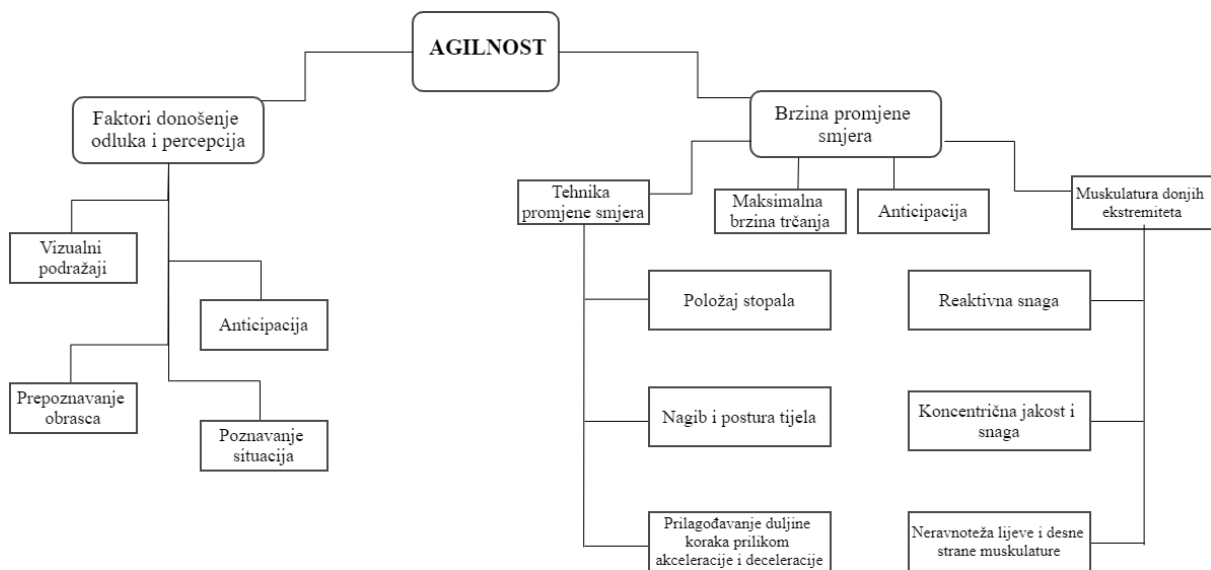 AGILNOST
Faktori donošenje
odluka i percepcija
Brzina promjene
smjera
Vizualni
podražaji
Anticipacija
Prepoznavanje
obrasca
Poznavanje
situacija
Tehnika
promjene smjera
Maksimalna
brzina trčanja
Anticipacija
Muskulatura donjih
ekstremiteta
Položaj stopala
Nagib i postura tijela
Prilagođavanje duljine
koraka prilikom
akceleracije i deceleracije
Reaktivna snaga
Koncentrična jakost i
snaga
Neravnoteža lijeve i desne
strane muskulature